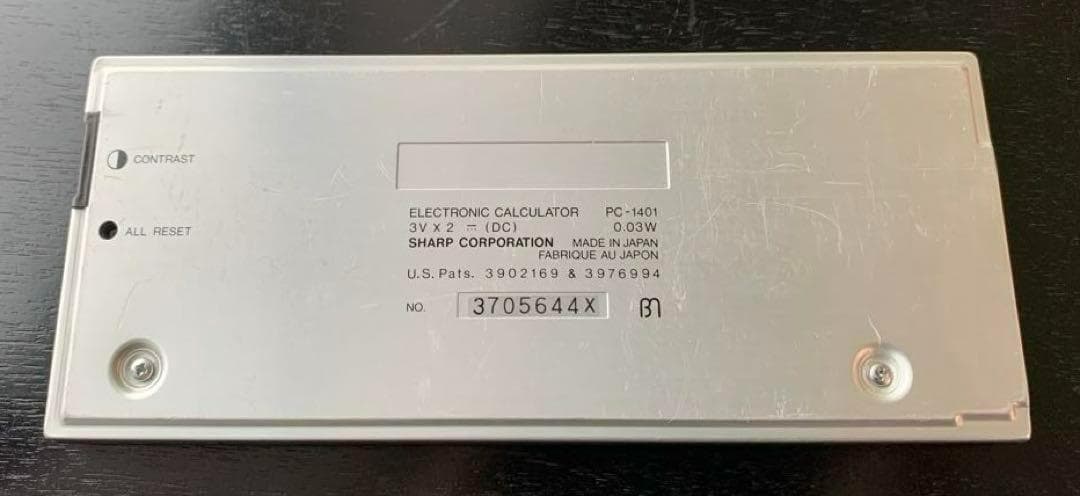 CONTRAST
ALL RESET
ELECTRONIC CALCULATOR PC-1401
3V X 2 ⎓ (DC) 0.03W
SHARP CORPORATION MADE IN JAPAN
FABRIQUE AU JAPON
U.S. Pats. 3902169 & 3976994
NO. 3705644X